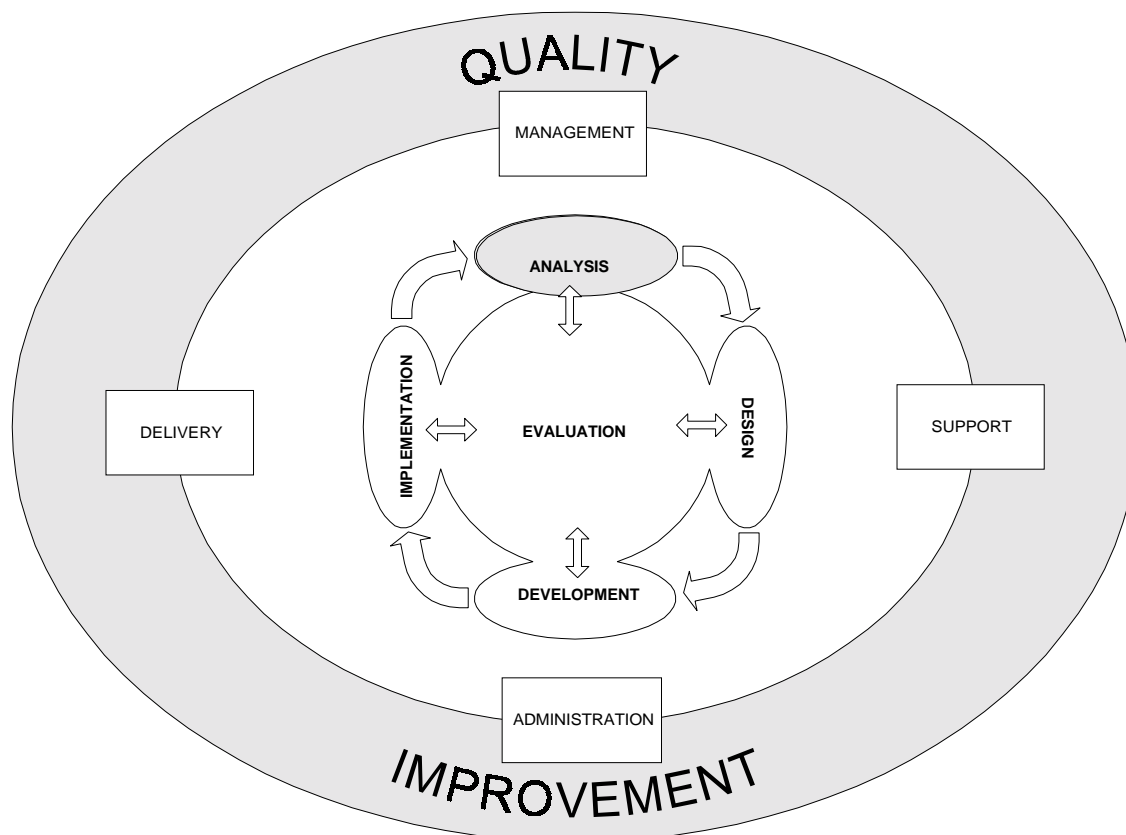 QUALITY
MANAGEMENT
ANALYSIS
IMPLEMENTATION
EVALUATION
DESIGN
DELIVERY
SUPPORT
DEVELOPMENT
ADMINISTRATION
IMPROVEMENT